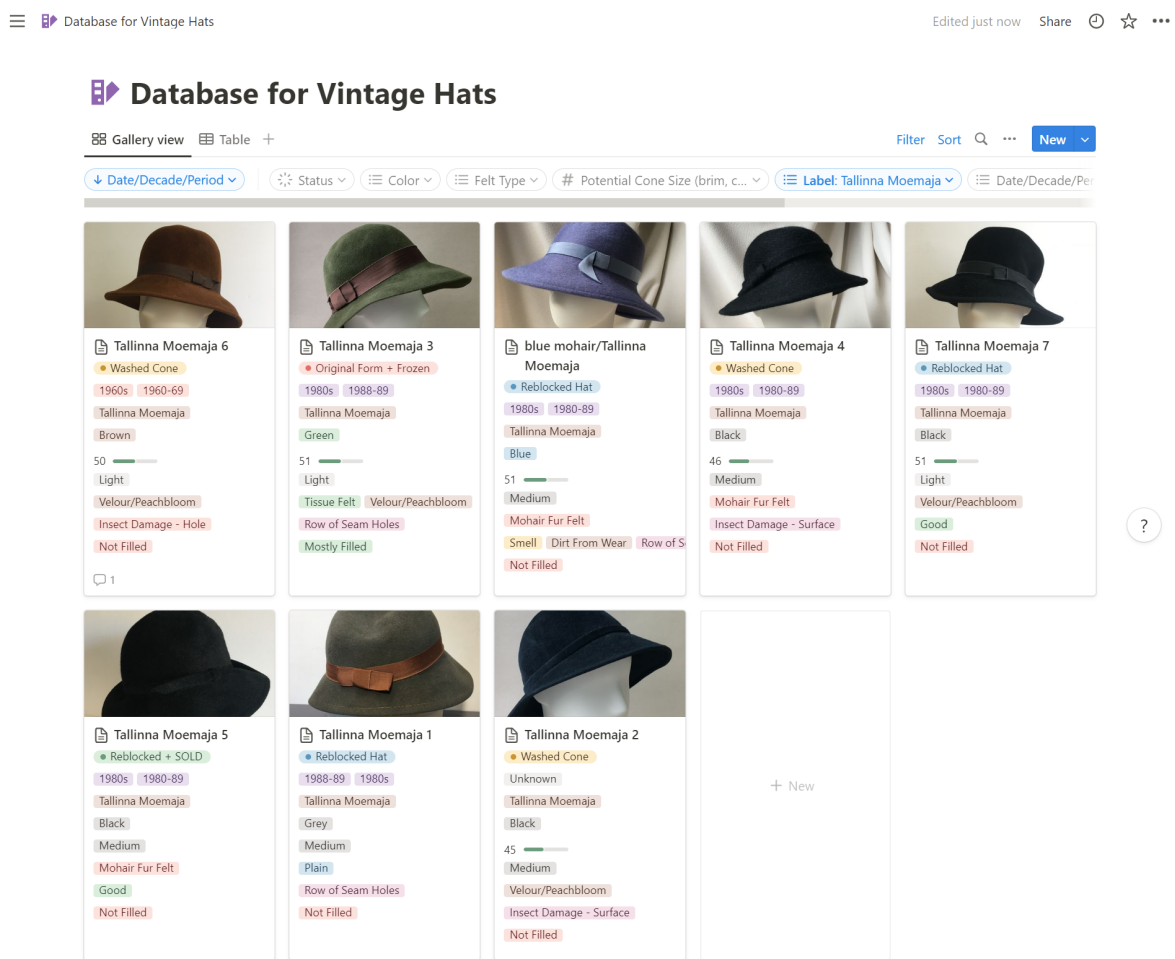 Database for Vintage Hats
Edited just now
Share
Database for Vintage Hats
Gallery view
Table
Filter
Sort
New
Date/Decade/Period
Status
Color
Felt Type
# Potential Cone Size (brim, c...
Label: Tallinna Moemaja
Date/Decade/Per
Tallinna Moemaja 6
Washed Cone
1960s 1960-69
Tallinna Moemaja
Brown
50
Light
Velour/Peachbloom
Insect Damage - Hole
Not Filled
1
Tallinna Moemaja 3
Original Form + Frozen
1980s 1988-89
Tallinna Moemaja
Green
51
Light
Tissue Felt Velour/Peachbloom
Row of Seam Holes
Mostly Filled
blue mohair/Tallinna
Moemaja
Reblocked Hat
1980s 1980-89
Tallinna Moemaja
Blue
51
Medium
Mohair Fur Felt
Smell Dirt From Wear Row of S
Not Filled
Tallinna Moemaja 4
Washed Cone
1980s 1980-89
Tallinna Moemaja
Black
46
Medium
Mohair Fur Felt
Insect Damage - Surface
Not Filled
Tallinna Moemaja 7
Reblocked Hat
1980s 1980-89
Tallinna Moemaja
Black
51
Light
Velour/Peachbloom
Good
Not Filled
?
Tallinna Moemaja 5
Reblocked + SOLD
1980s 1980-89
Tallinna Moemaja
Black
Medium
Mohair Fur Felt
Good
Not Filled
Tallinna Moemaja 1
Reblocked Hat
1988-89 1980s
Tallinna Moemaja
Grey
Medium
Plain
Row of Seam Holes
Not Filled
Tallinna Moemaja 2
Washed Cone
Unknown
Tallinna Moemaja
Black
45
Medium
Velour/Peachbloom
Insect Damage - Surface
Not Filled
+ New